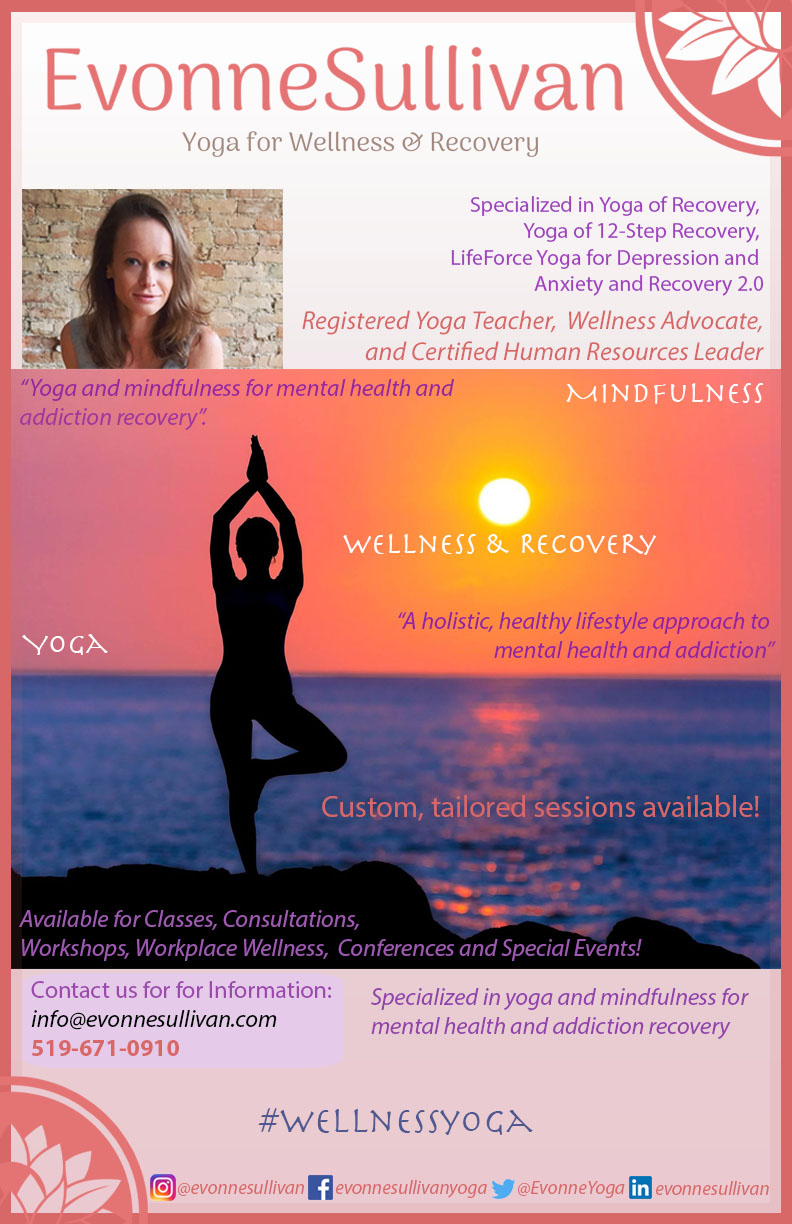 EvonneSullivan
Yoga for Wellness & Recovery
Specialized in Yoga of Recovery,
Yoga of 12-Step Recovery,
LifeForce Yoga for Depression and
Anxiety and Recovery 2.0
Registered Yoga Teacher, Wellness Advocate,
and Certified Human Resources Leader
“Yoga and mindfulness for mental health and
addiction recovery”.
Mindfulness
Wellness & Recovery
“A holistic, healthy lifestyle approach to
mental health and addiction”
Yoga
Custom, tailored sessions available!
Available for Classes, Consultations,
Workshops, Workplace Wellness, Conferences and Special Events!
Contact us for for Information:
info@evonnesullivan.com
519-671-0910
Specialized in yoga and mindfulness for
mental health and addiction recovery
#wellnessyoga
@evonnesullivan evonnesullivanyoga @EvonneYoga evonnesullivan